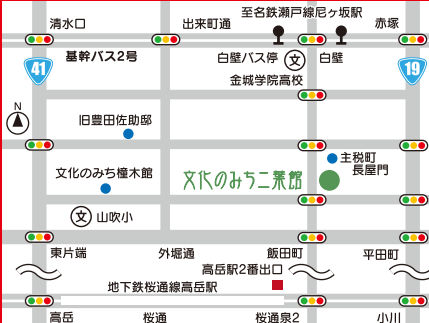 至名鉄瀬戸線尼ヶ坂駅
清水口
出来町通
赤塚
基幹バス2号
白壁バス停
文
白壁
41
19
金城学院高校
N
旧豊田佐助邸
主税町
長屋門
文化のみち橦木館
文化のみち二葉館
文
山吹小
東片端
外堀通
飯田町
平田町
高岳駅2番出口
地下鉄桜通線高岳駅
高岳
桜通
桜通泉2
小川